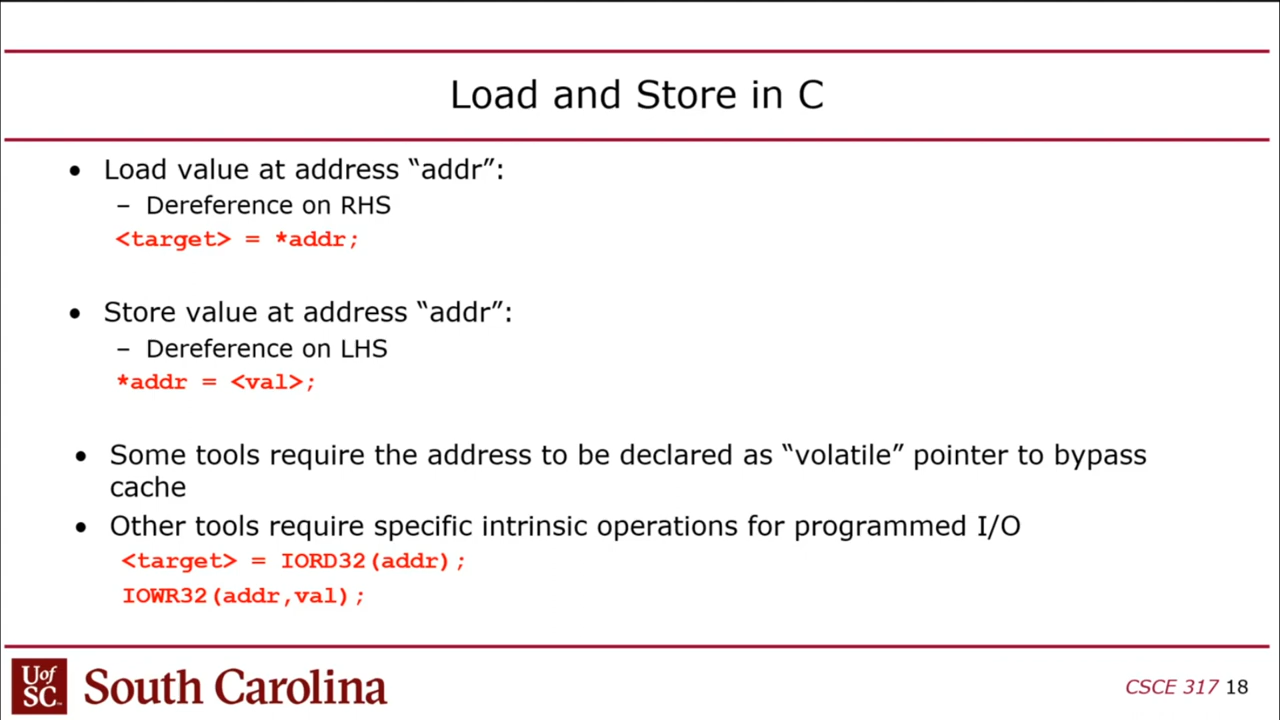 Load and Store in C
• Load value at address “addr”:
– Dereference on RHS
<target> = *addr;
• Store value at address “addr”:
– Dereference on LHS
*addr = <val>;
• Some tools require the address to be declared as “volatile” pointer to bypass
cache
• Other tools require specific intrinsic operations for programmed I/O
<target> = IORD32(addr);
IOWR32(addr,val);
UofSC™ South Carolina
CSCE 317 18